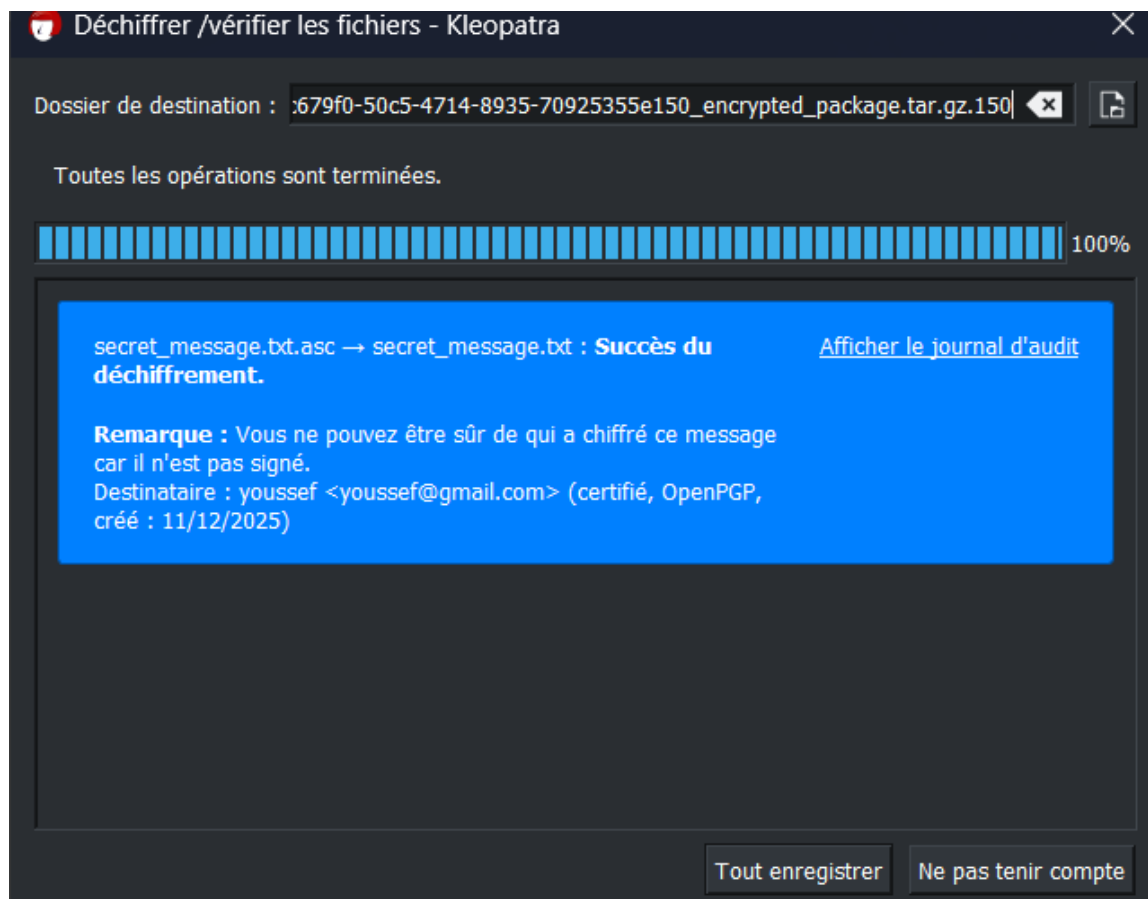 Déchiffrer /vérifier les fichiers - Kleopatra
Dossier de destination : :679f0-50c5-4714-8935-70925355e150_encrypted_package.tar.gz.150
Toutes les opérations sont terminées.
100%
secret_message.txt.asc → secret_message.txt : Succès du
déchiffrement.
Afficher le journal d'audit
Remarque : Vous ne pouvez être sûr de qui a chiffré ce message
car il n'est pas signé.
Destinataire : youssef <youssef@gmail.com> (certifié, OpenPGP,
créé : 11/12/2025)
Tout enregistrer
Ne pas tenir compte